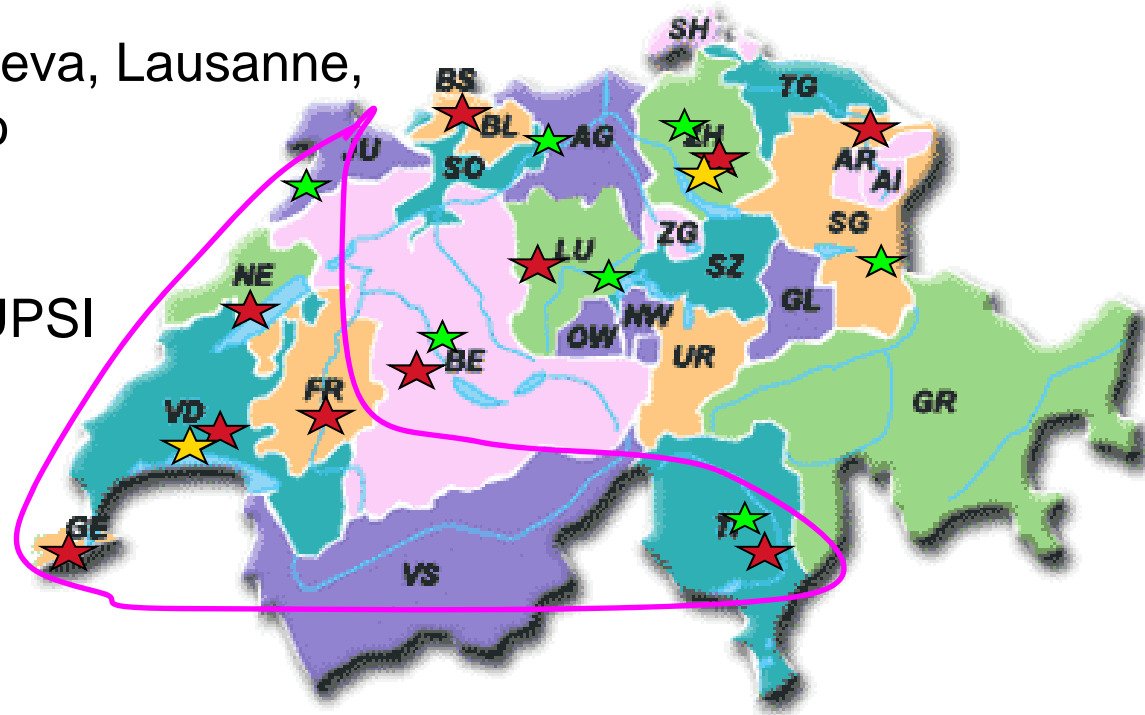 eva, Lausanne,
o
UPSI
SH
BS
TG
BL
AG
ZH
JU
SO
AR
AI
ZG
SG
LU
SZ
NE
GL
NW
OW
UR
BE
FR
GR
VD
GE
TI
VS